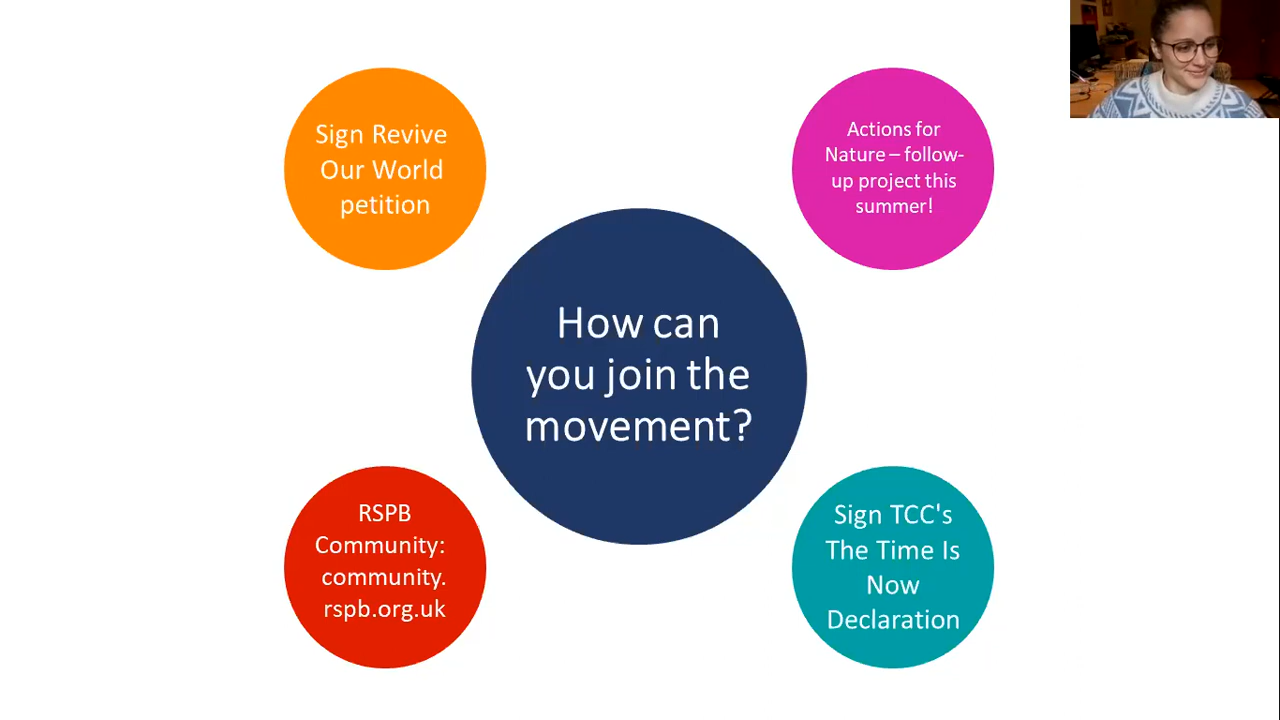 Sign Revive
Our World
petition
Actions for
Nature – follow-
up project this
summer!
How can
you join the
movement?
RSPB
Community:
community.
rspb.org.uk
Sign TCC's
The Time Is
Now
Declaration